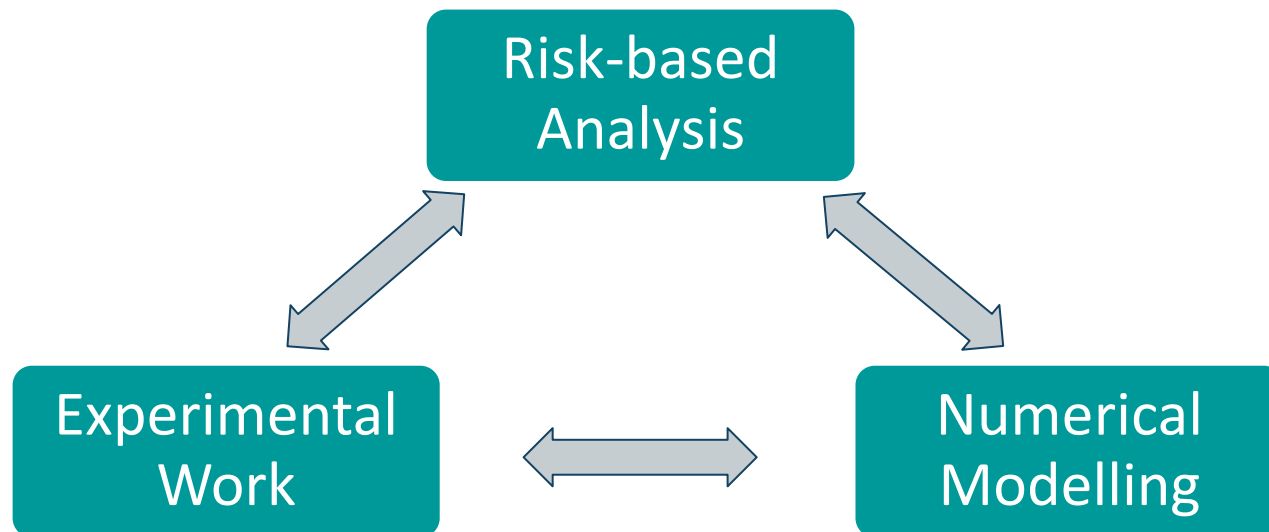 Risk-based
Analysis
Experimental
Work
Numerical
Modelling